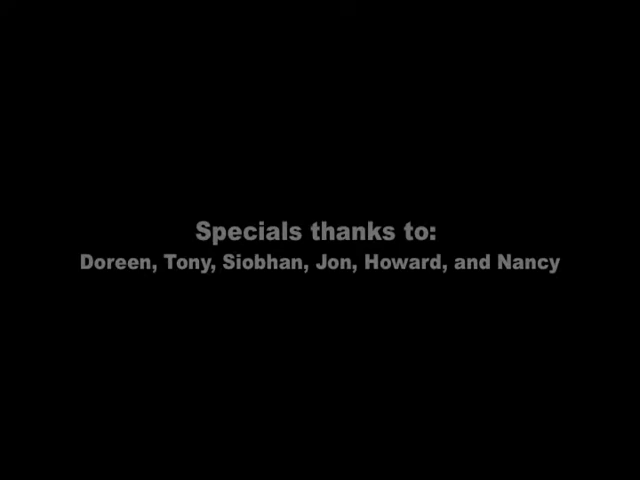 Specials thanks to:
Doreen, Tony, Siobhan, Jon, Howard, and Nancy